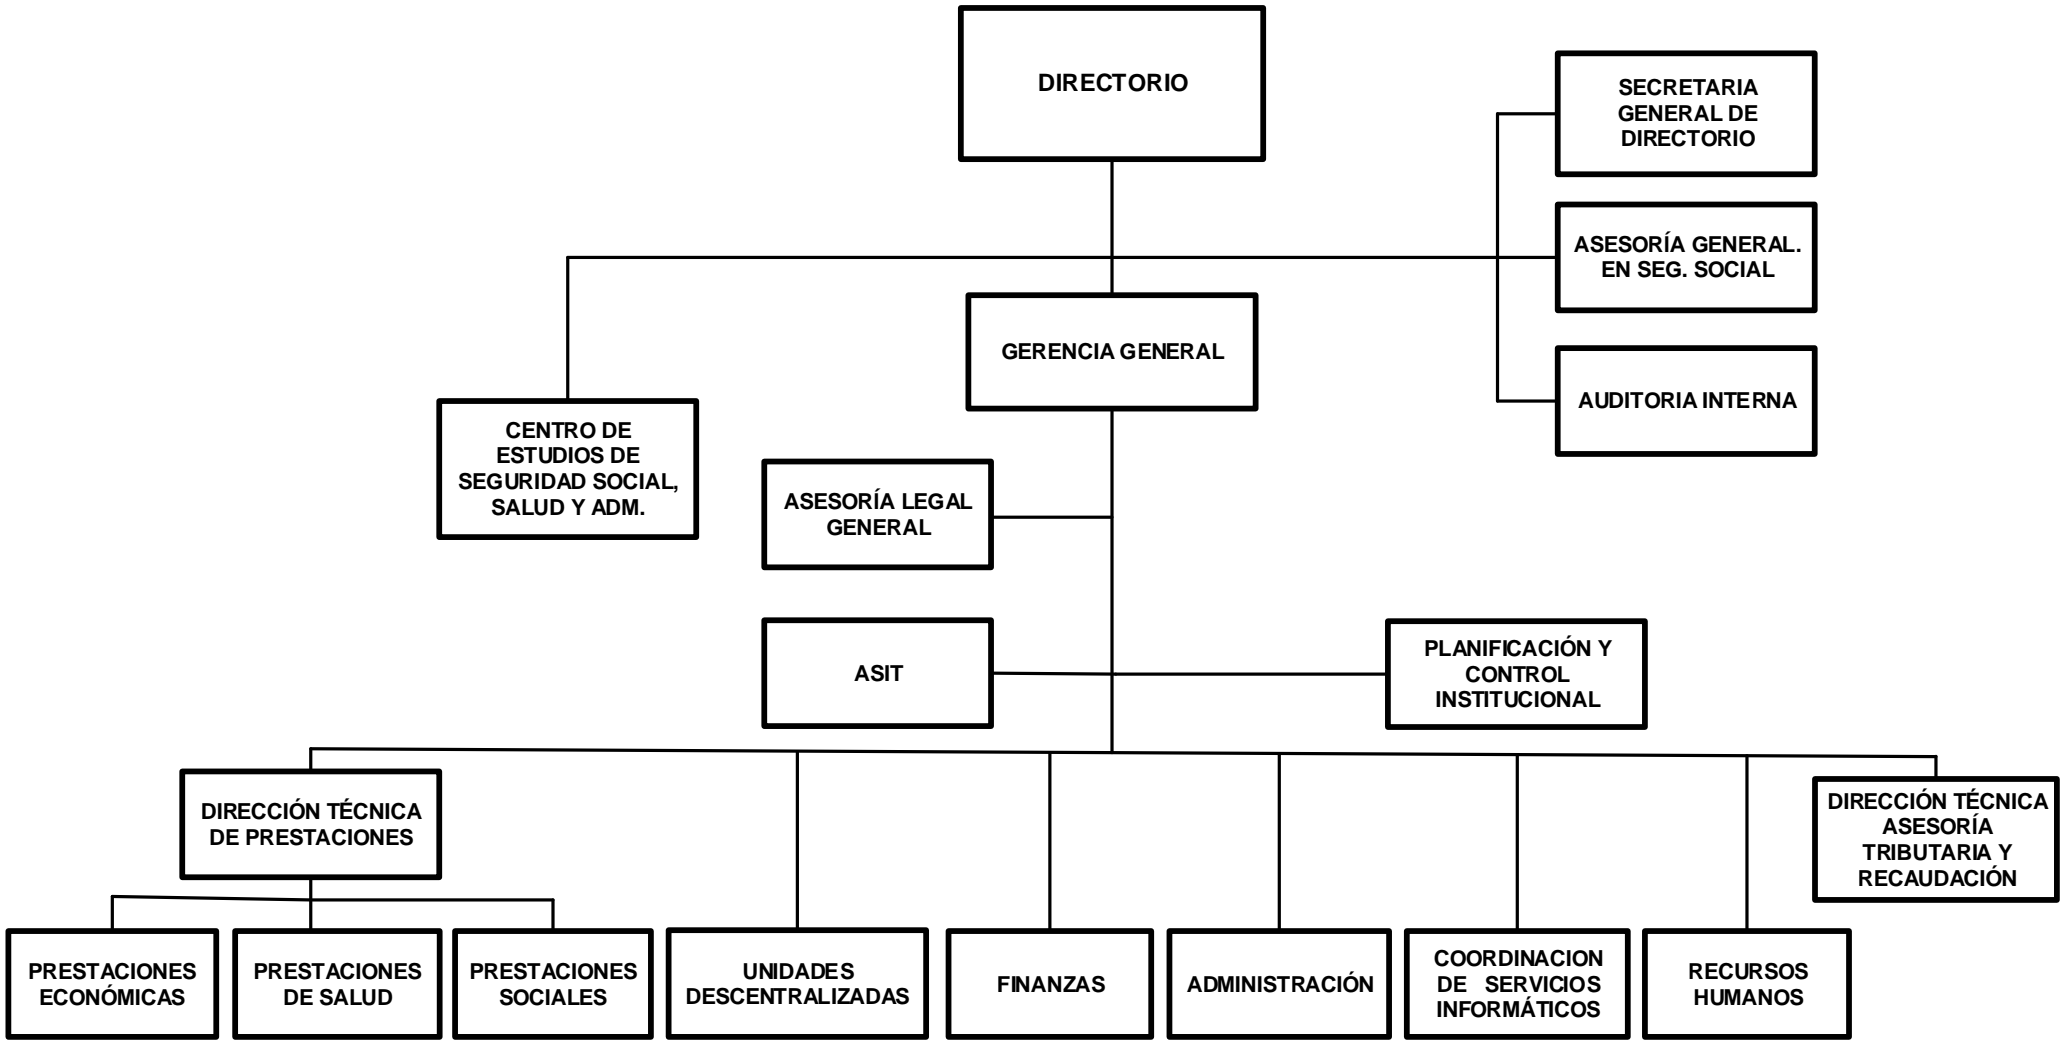 DIRECTORIO
SECRETARIA
GENERAL DE
DIRECTORIO
ASESORÍA GENERAL.
EN SEG. SOCIAL
GERENCIA GENERAL
AUDITORIA INTERNA
CENTRO DE
ESTUDIOS DE
SEGURIDAD SOCIAL,
SALUD Y ADM.
ASESORÍA LEGAL
GENERAL
ASIT
PLANIFICACIÓN Y
CONTROL
INSTITUCIONAL
DIRECCIÓN TÉCNICA
DE PRESTACIONES
DIRECCIÓN TÉCNICA
ASESORÍA
TRIBUTARIA Y
RECAUDACIÓN
PRESTACIONES
ECONÓMICAS
PRESTACIONES
DE SALUD
PRESTACIONES
SOCIALES
UNIDADES
DESCENTRALIZADAS
FINANZAS
ADMINISTRACIÓN
COORDINACION
DE SERVICIOS
INFORMÁTICOS
RECURSOS
HUMANOS